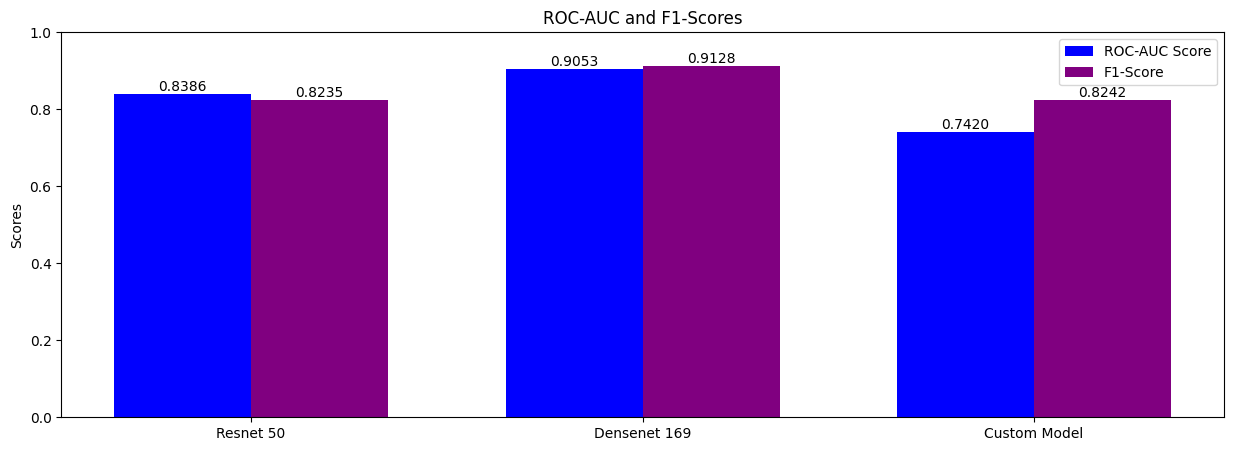 ROC-AUC and F1-Scores
1.0
0.8
0.6
0.4
0.2
0.0
Scores
0.8386
0.8235
0.9053
0.9128
0.7420
0.8242
ROC-AUC Score
F1-Score
Resnet 50
Densenet 169
Custom Model